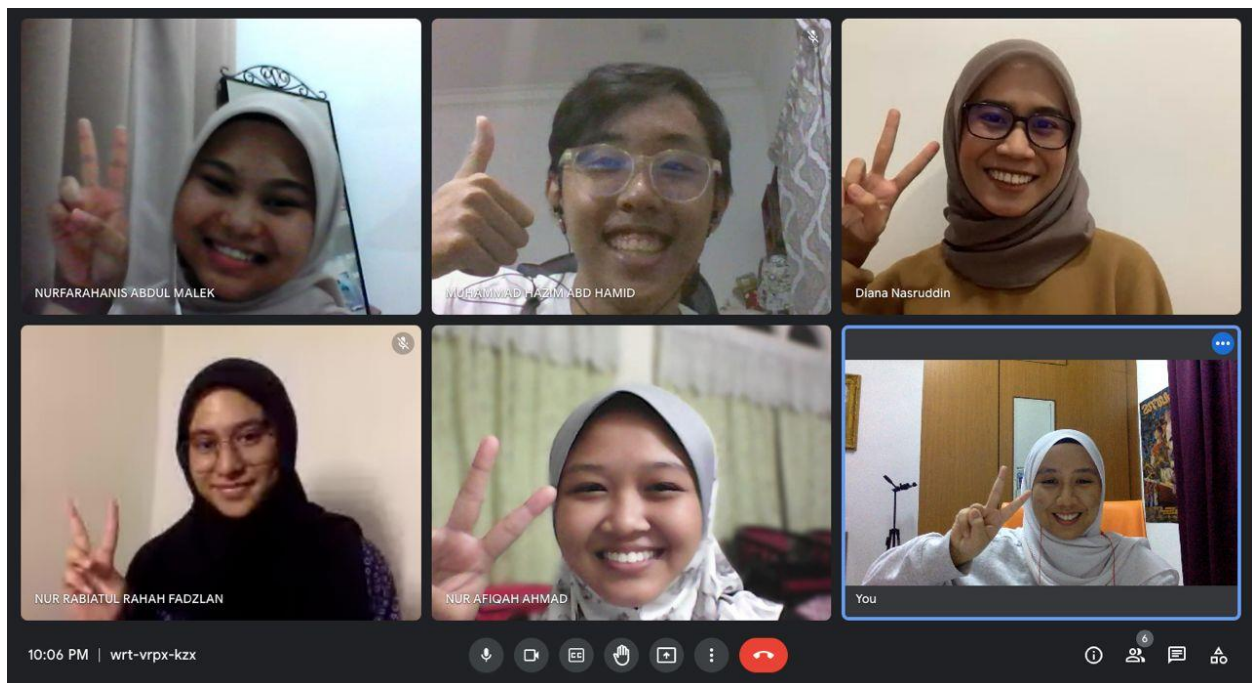 NURFARAHANIS ABDUL MALEK
MUHAMMAD HAZIM ABD HAMID
Diana Nasruddin
NUR RABIATUL RAHAH FADZLAN
NUR AFIQAH AHMAD
You
10:06 PM | wrt-vrpx-kzx
CC
6